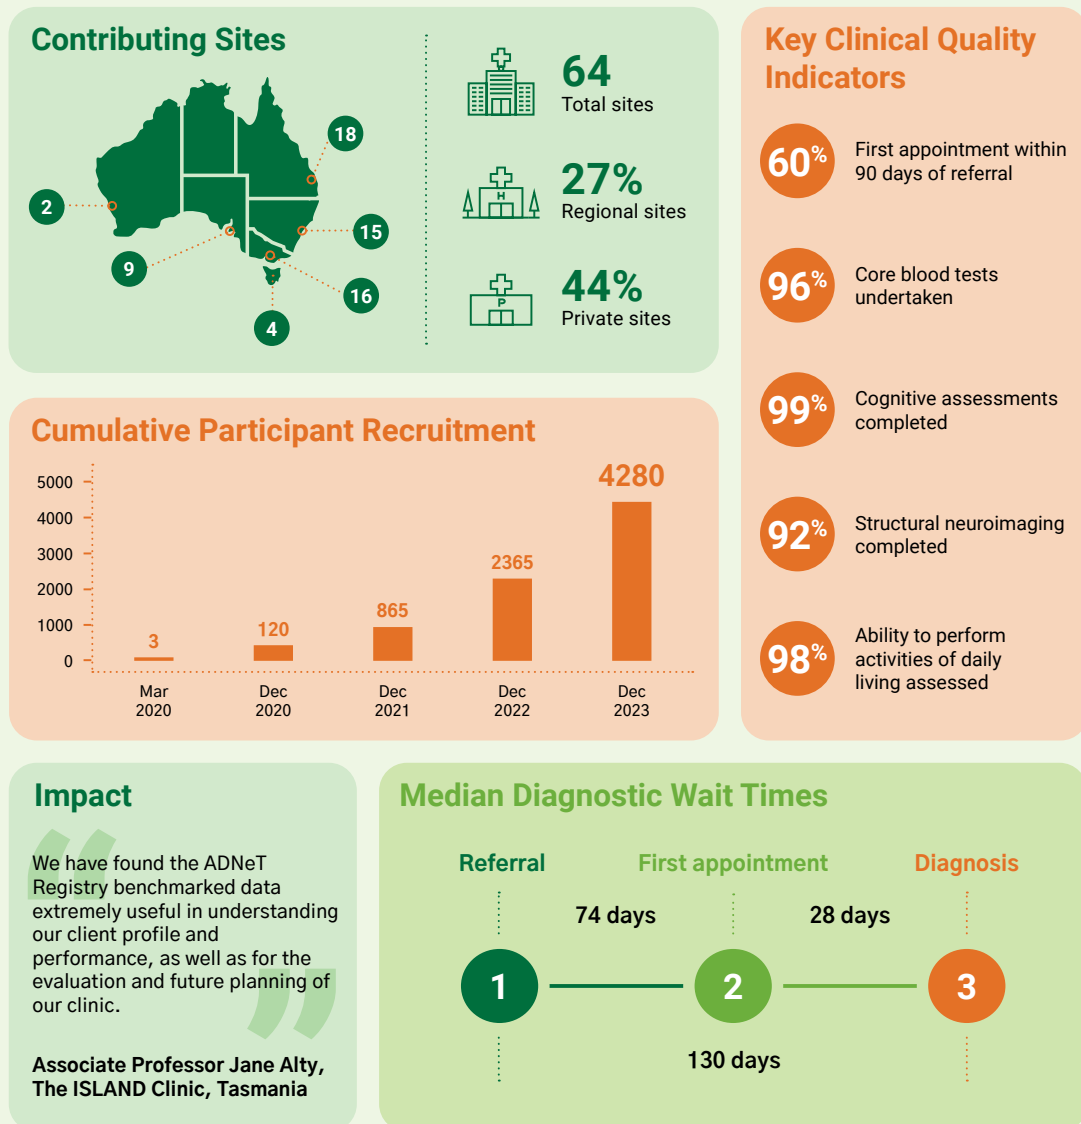 Contributing Sites
18
2
15
9
16
4
64
Total sites
27%
H
Regional sites
44%
P
Private sites
Key Clinical Quality
Indicators
60%
First appointment within
90 days of referral
96%
Core blood tests
undertaken
99%
Cognitive assessments
completed
92%
Structural neuroimaging
completed
98%
Ability to perform
activities of daily
living assessed
Cumulative Participant Recruitment
5000
4000
3000
2000
1000
0
3
120
865
2365
4280
Mar
2020
Dec
2020
Dec
2021
Dec
2022
Dec
2023
Impact
“
We have found the ADNeT
Registry benchmarked data
extremely useful in understanding
our client profile and
performance, as well as for the
evaluation and future planning of
our clinic.
”
Associate Professor Jane Alty,
The ISLAND Clinic, Tasmania
Median Diagnostic Wait Times
Referral
First appointment
Diagnosis
74 days
28 days
1
2
3
130 days